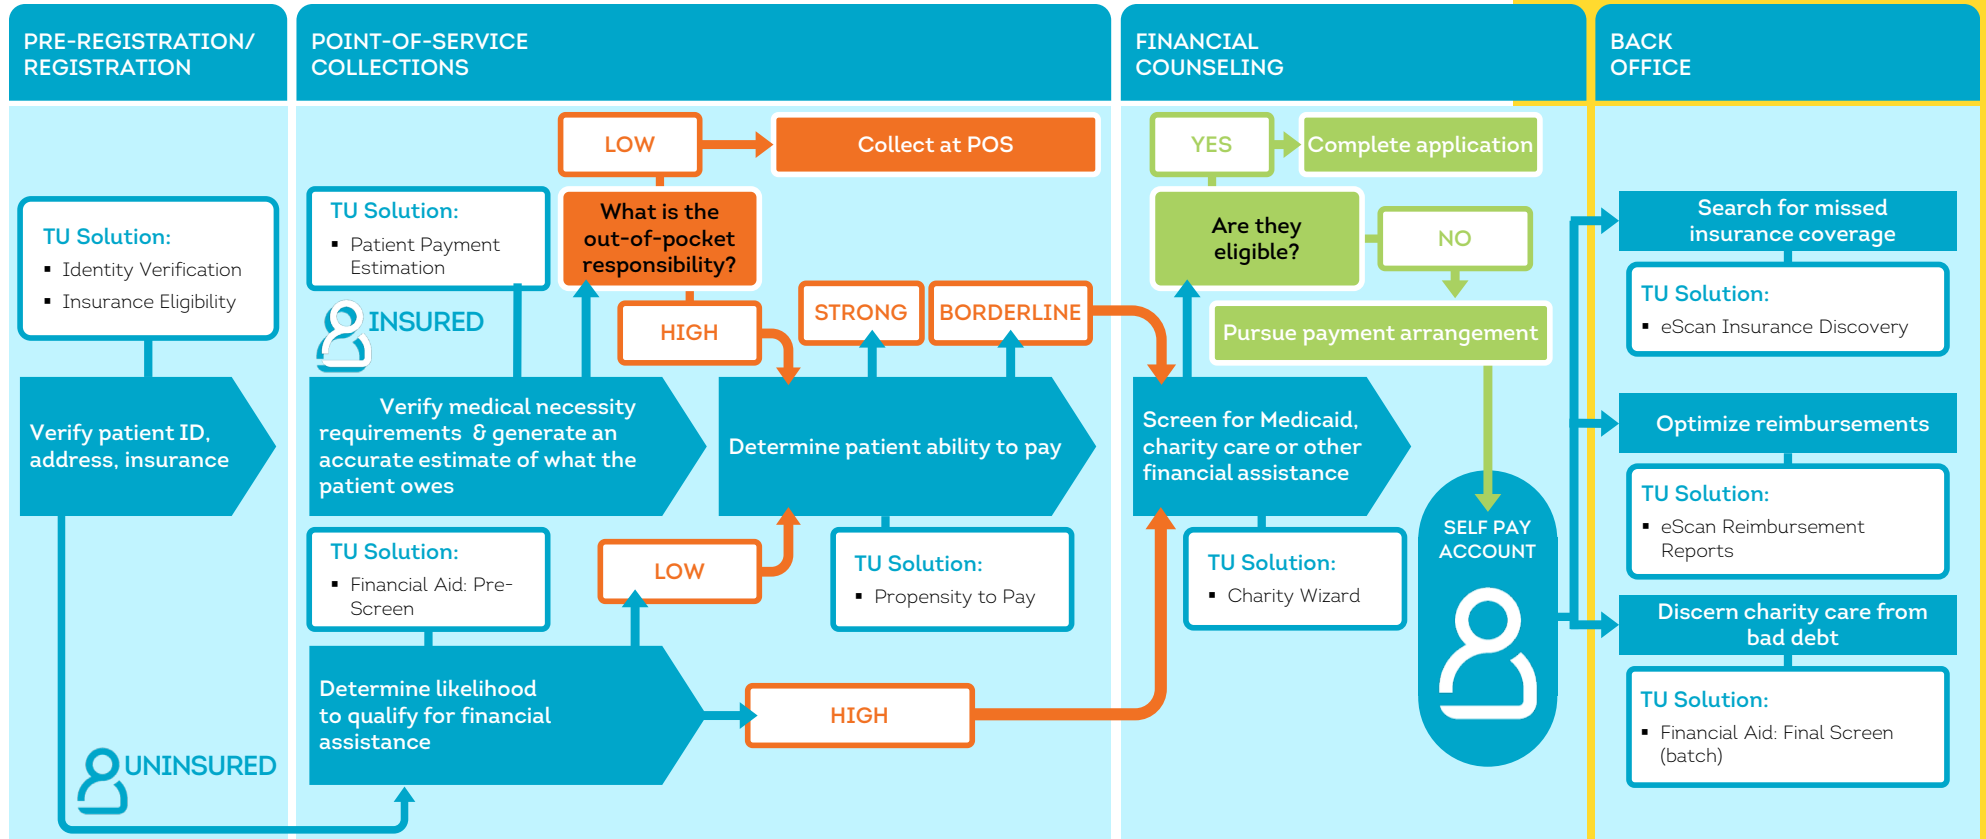 PRE-REGISTRATION/
REGISTRATION
TU Solution:
▪ Identity Verification
▪ Insurance Eligibility
Verify patient ID,
address, insurance
UNINSURED
POINT-OF-SERVICE
COLLECTIONS
LOW
Collect at POS
TU Solution:
▪ Patient Payment
Estimation
What is the
out-of-pocket
responsibility?
INSURED
HIGH
STRONG
BORDERLINE
Verify medical necessity
requirements & generate an
accurate estimate of what the
patient owes
Determine patient ability to pay
TU Solution:
▪ Financial Aid: Pre-
Screen
LOW
TU Solution:
▪ Propensity to Pay
Determine likelihood
to qualify for financial
assistance
HIGH
FINANCIAL
COUNSELING
YES
Complete application
Are they
eligible?
NO
Pursue payment arrangement
Screen for Medicaid,
charity care or other
financial assistance
TU Solution:
▪ Charity Wizard
SELF PAY
ACCOUNT
BACK
OFFICE
Search for missed
insurance coverage
TU Solution:
▪ eScan Insurance Discovery
Optimize reimbursements
TU Solution:
▪ eScan Reimbursement
Reports
Discern charity care from
bad debt
TU Solution:
▪ Financial Aid: Final Screen
(batch)